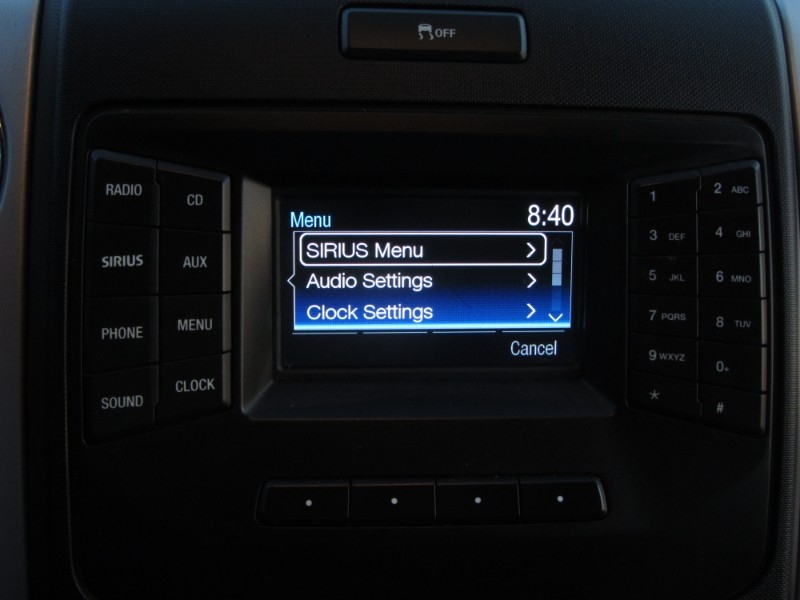 OFF
RADIO
CD
SIRIUS
AUX
PHONE
MENU
SOUND
CLOCK
Menu 8:40
SIRIUS Menu >
Audio Settings >
Clock Settings >
Cancel
1
2 ABC
3 DEF
4 GHI
5 JKL
6 MNO
7 PQRS
8 TUV
9 WXYZ
0+
*
#